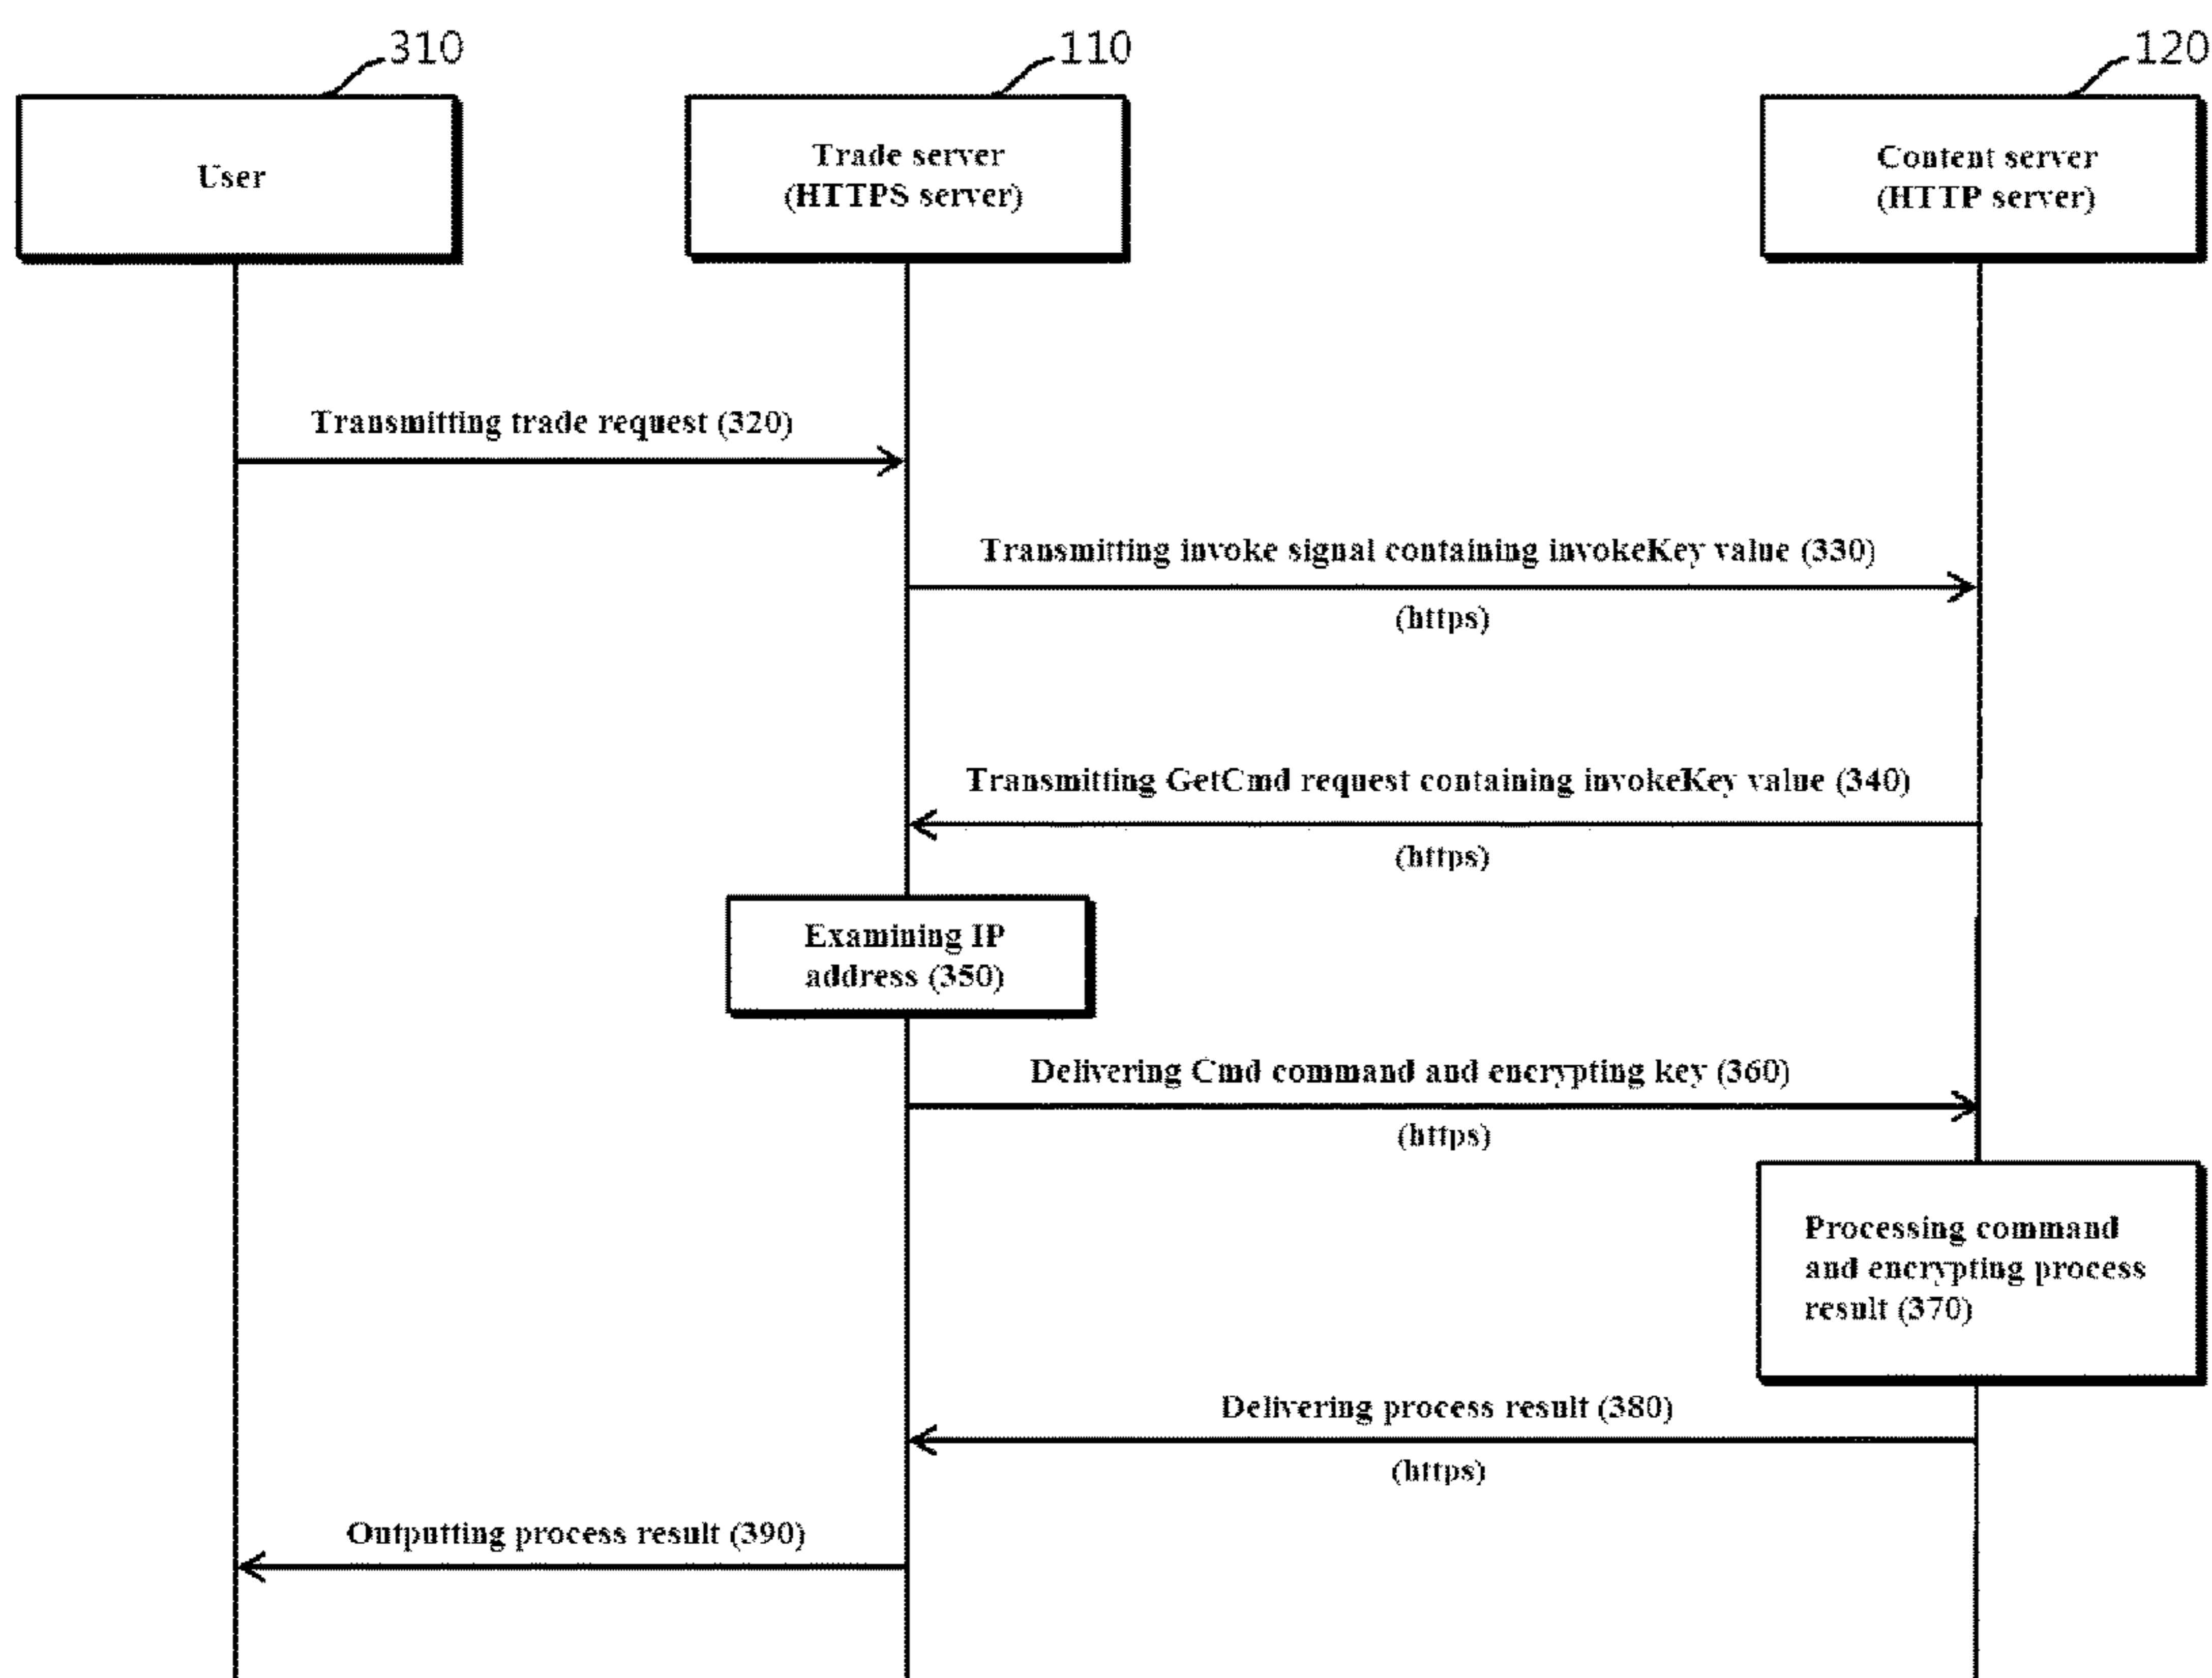 310
110
120
User
Trade server
(HTTPS server)
Content server
(HTTP server)
Transmitting trade request (320)
Transmitting invoke signal containing invokeKey value (330)
(https)
Transmitting GetCmd request containing invokeKey value (340)
(https)
Examining IP
address (350)
Delivering Cmd command and encrypting key (360)
(https)
Processing command
and encrypting process
result (370)
Delivering process result (380)
(https)
Outputting process result (390)